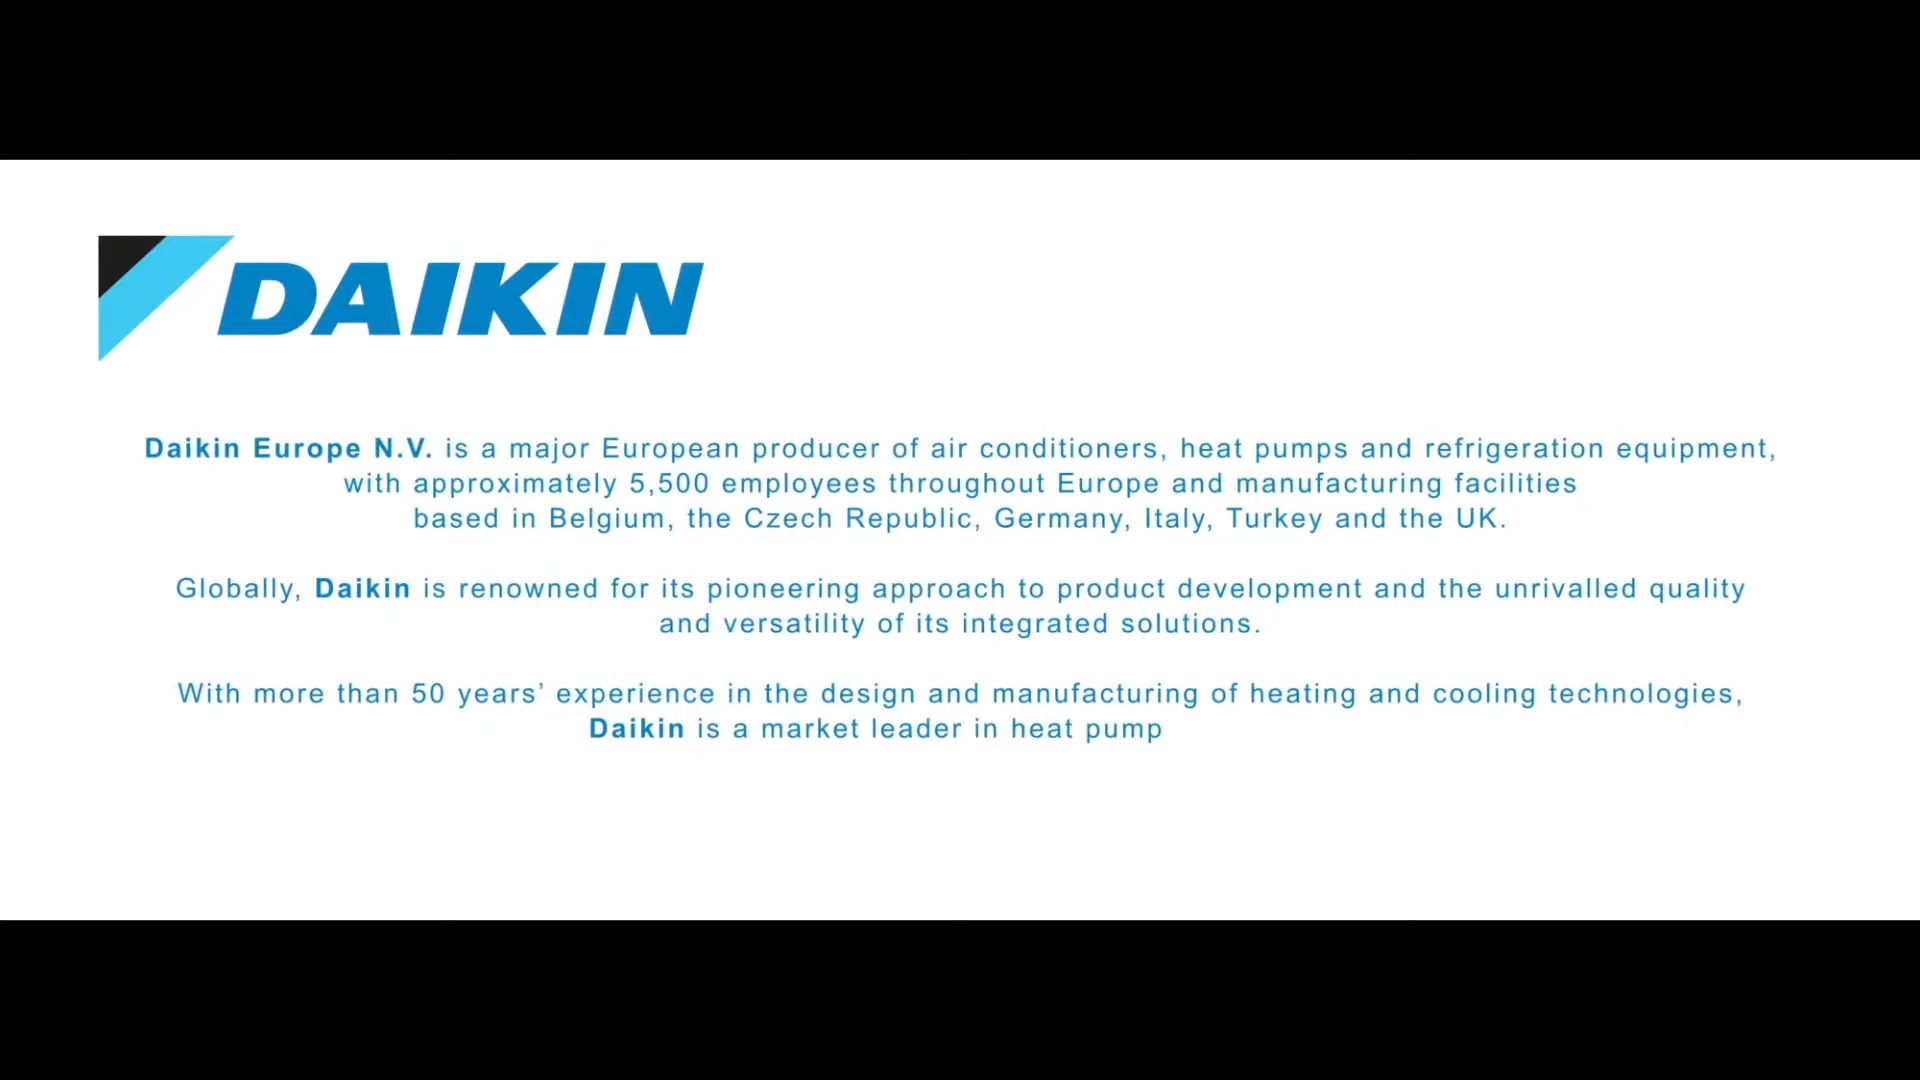 DAIKIN
Daikin Europe N.V. is a major European producer of air conditioners, heat pumps and refrigeration equipment,
with approximately 5,500 employees throughout Europe and manufacturing facilities
based in Belgium, the Czech Republic, Germany, Italy, Turkey and the UK.
Globally, Daikin is renowned for its pioneering approach to product development and the unrivalled quality
and versatility of its integrated solutions.
With more than 50 years’ experience in the design and manufacturing of heating and cooling technologies,
Daikin is a market leader in heat pump